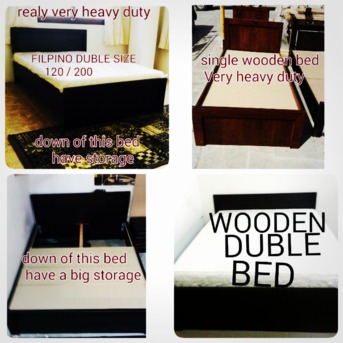 realy very heavy duty
FILPINO DUBLE SIZE
120 / 200
down of this bed
have storage
single wooden bed
Very heavy duty
down of this bed
have a big storage
WOODEN
DUBLE
BED